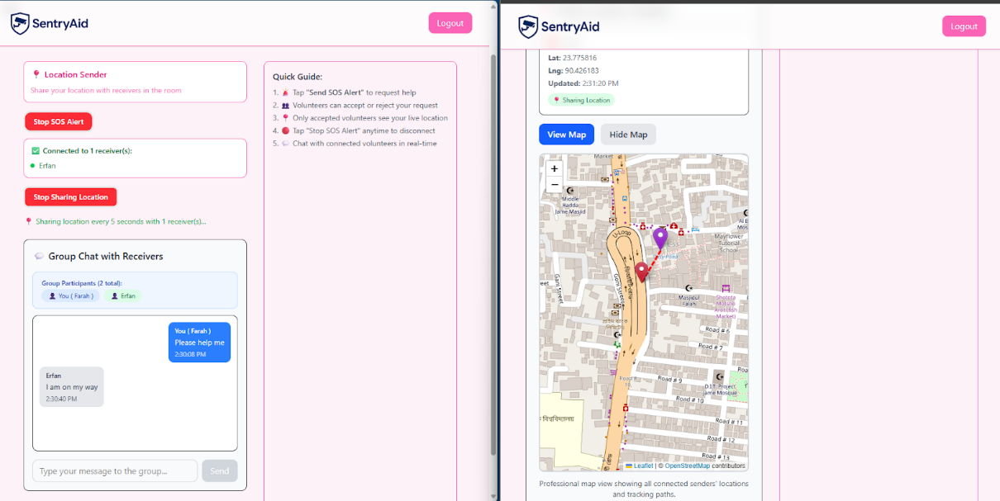 SentryAid
Logout
Location Sender
Share your location with receivers in the room
Stop SOS Alert
Connected to 1 receiver(s):
Erfan
Stop Sharing Location
Sharing location every 5 seconds with 1 receiver(s)...
Group Chat with Receivers
Group Participants (2 total):
You ( Farah )
Erfan
You ( Farah )
Please help me
2:30:08 PM
Erfan
I am on my way
2:30:40 PM
Type your message to the group...
Send
Quick Guide:
1. Tap "Send SOS Alert" to request help
2. Volunteers can accept or reject your request
3. Only accepted volunteers see your live location
4. Tap "Stop SOS Alert" anytime to disconnect
5. Chat with connected volunteers in real-time
SentryAid
Logout
Lat: 23.775816
Lng: 90.426183
Updated: 2:31:20 PM
Sharing Location
View Map
Hide Map
+
−
Market
Middle
Badda
Jame Masjid
U-Loop
Mayflower
Tutorial
School
Gani Street
Masjidul
Falah
Market)
Road # 6
Road # 7
Road # 9
Road # 10
D.I.T. Project
Jame Mosque
Road # 11
Road # 12
Road # 13
বিশ্ববিদ্যালয়
Leaflet | © OpenStreetMap contributors
Professional map view showing all connected senders' locations
and tracking paths.